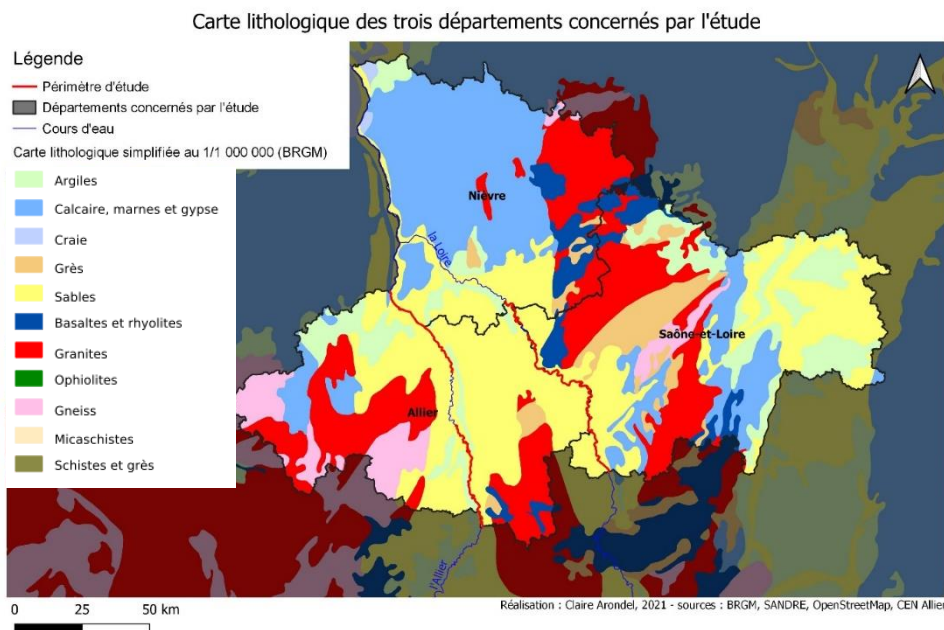 Carte lithologique des trois départements concernés par l'étude
Légende
Périmètre d'étude
Départements concernés par l'étude
Cours d'eau
Carte lithologique simplifiée au 1/1 000 000 (BRGM)
Argiles
Calcaire, marnes et gypse
Craie
Grès
Sables
Basaltes et rhyolites
Granites
Ophiolites
Gneiss
Micaschistes
Schistes et grès
Nièvre
la Loire
Saône-et-Loire
Allier
l'Allier
0 25 50 km
Réalisation : Claire Arondel, 2021 - sources : BRGM, SANDRE, OpenStreetMap, CEN Allier